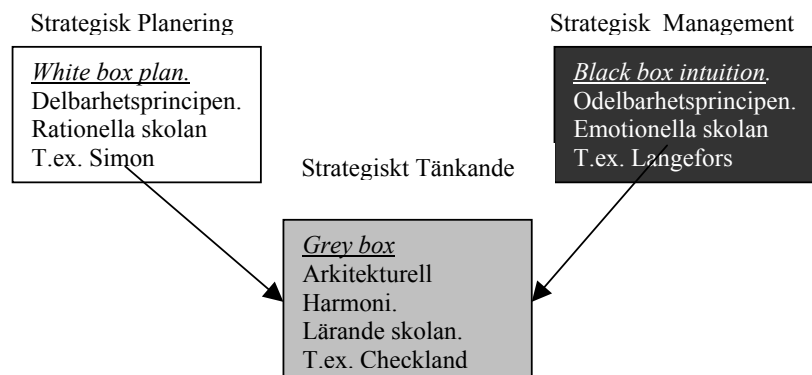 Strategisk Planering
White box plan.
Delbarhetsprincipen.
Rationella skolan
T.ex. Simon
Strategisk Management
Black box intuition.
Odelbarhetsprincipen.
Emotionella skolan
T.ex. Langefors
Strategiskt Tänkande
Grey box
Arkitekturell
Harmoni.
Lärande skolan.
T.ex. Checkland